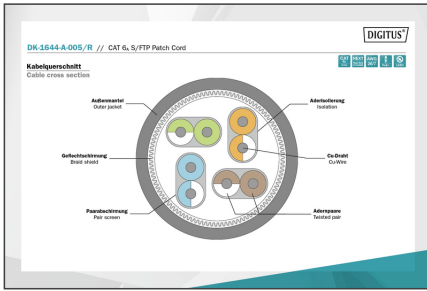 DIGITUS®
DK-1644-A-005/R // CAT 6A S/FTP Patch Cord
Kabelquerschnitt
Cable cross section
Außenmantel
Outer jacket
Geflechtschirmung
Braid shield
Paarabschirmung
Pair screen
Aderisolierung
Isolation
Cu-Draht
Cu-Wire
Adernpaare
Twisted pair